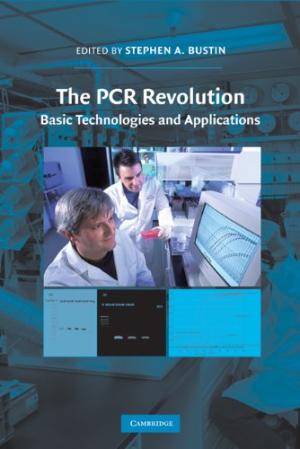 EDITED BY STEPHEN A. BUSTIN
The PCR Revolution
Basic Technologies and Applications
CAMBRIDGE